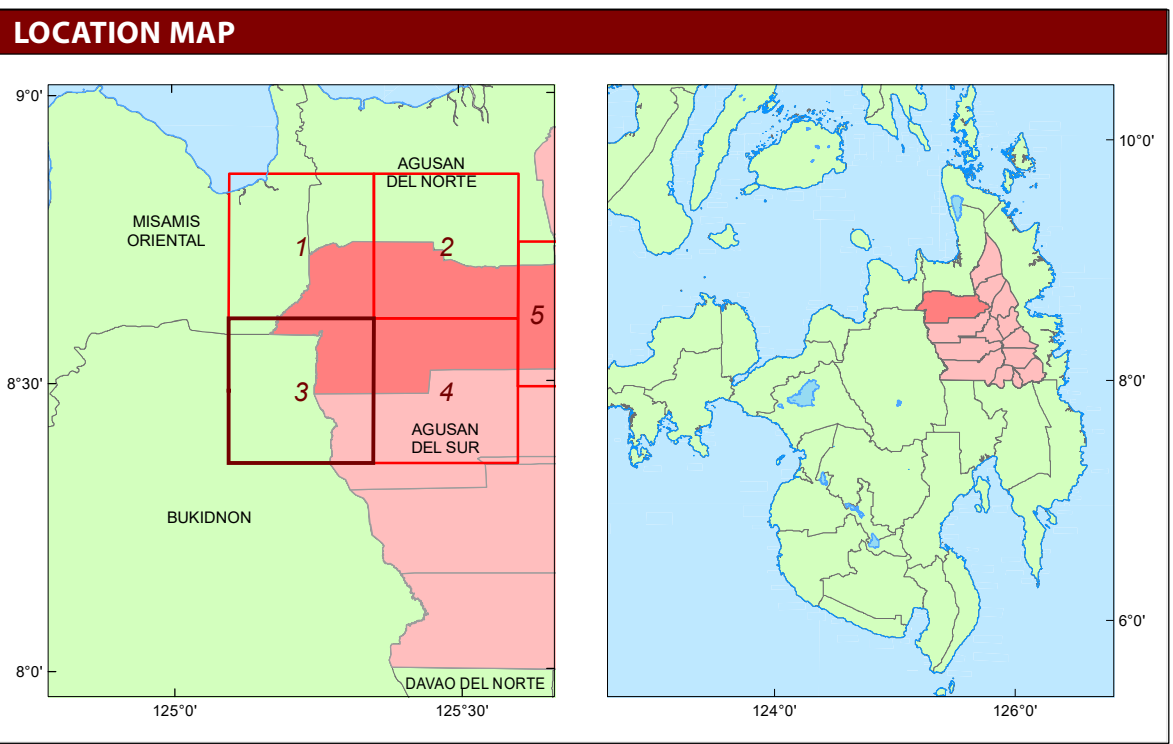 LOCATION MAP
9°0'
8°30'
8°0'
125°0'
125°30'
AGUSAN
DEL NORTE
MISAMIS
ORIENTAL
1
2
5
3
4
AGUSAN
DEL SUR
BUKIDNON
DAVAO DEL NORTE
10°0'
8°0'
6°0'
124°0'
126°0'